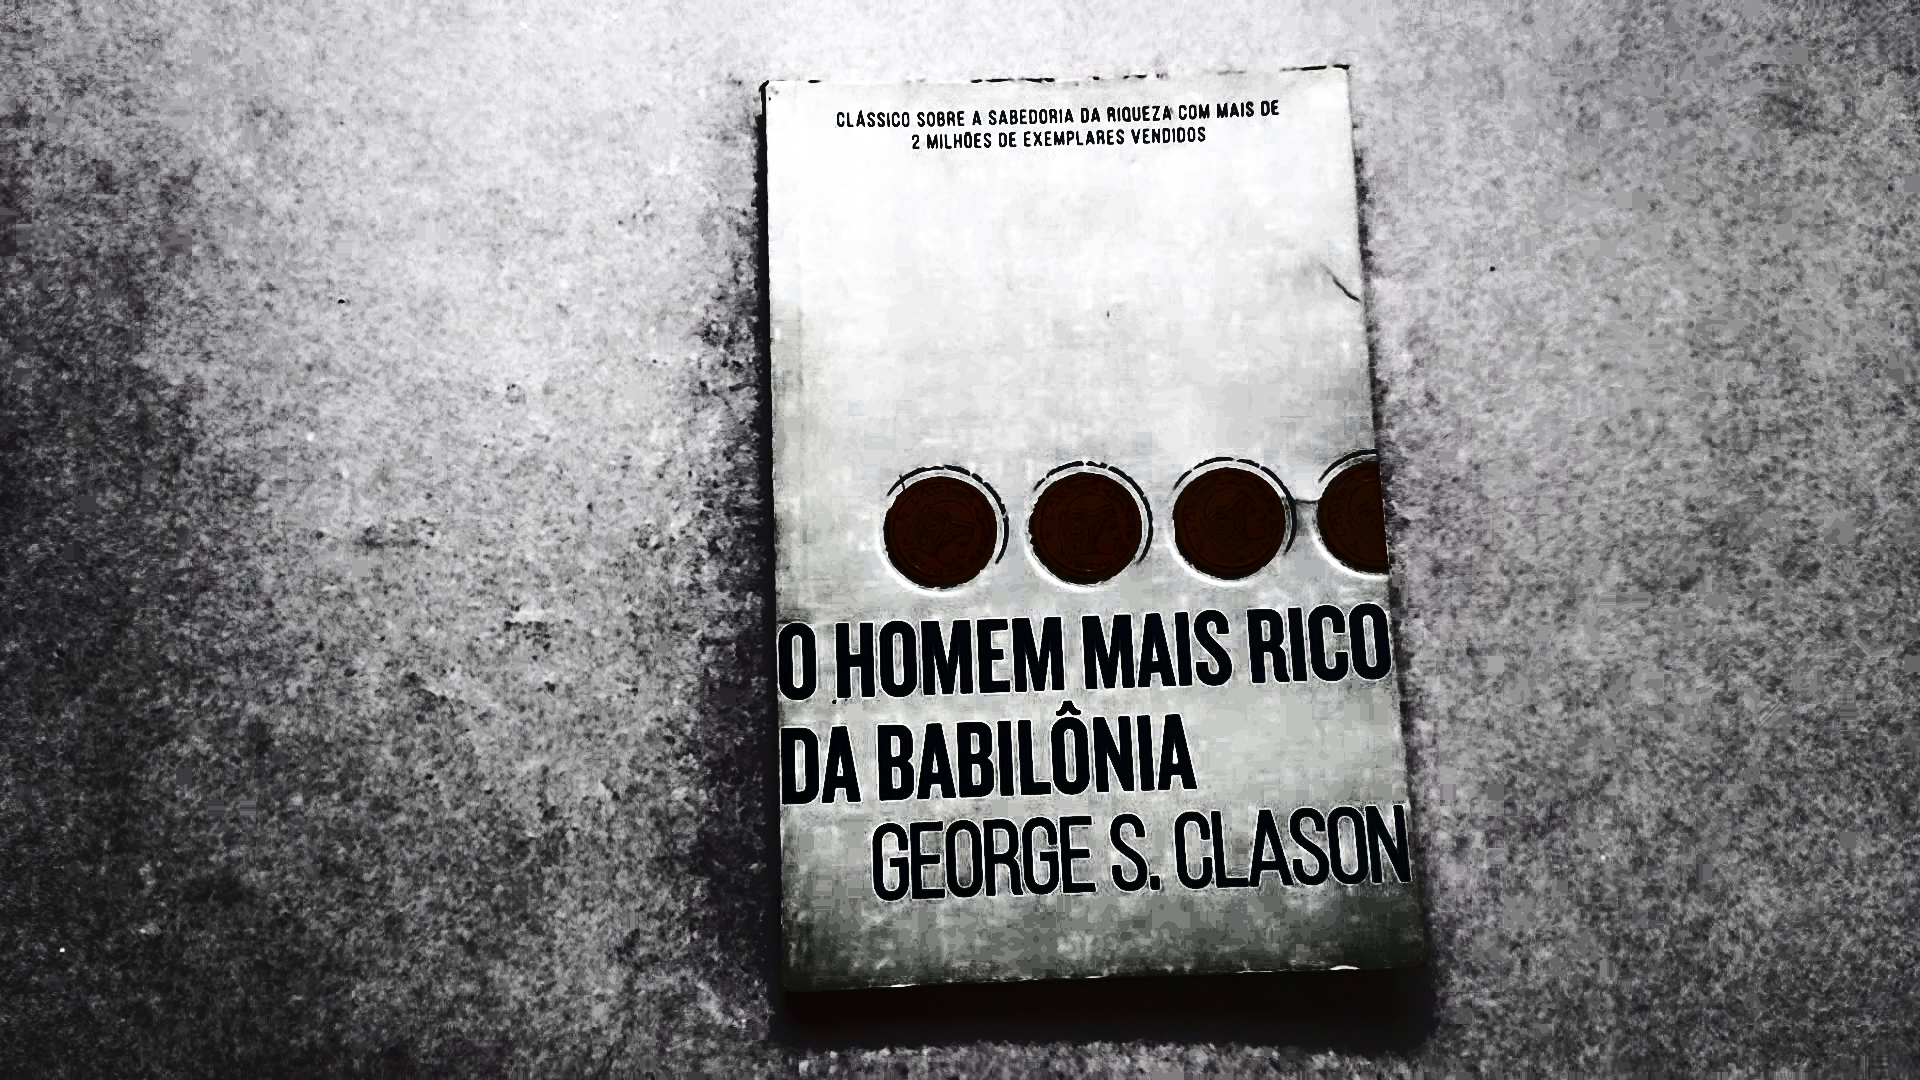 CLÁSSICO SOBRE A SABEDORIA DA RIQUEZA COM MAIS DE
2 MILHÕES DE EXEMPLARES VENDIDOS
O HOMEM MAIS RICO
DA BABILÔNIA
GEORGE S. CLASON